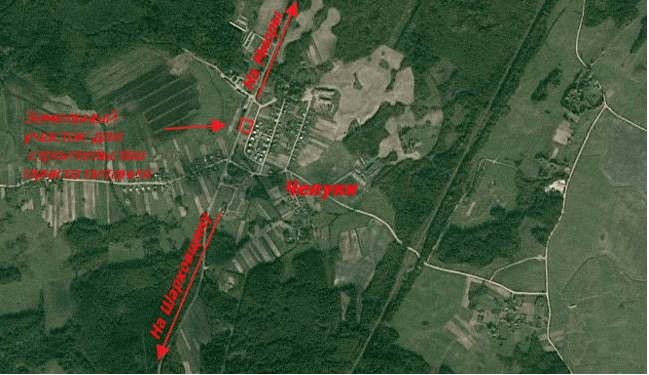 На Миоры
Земельный
участок для
строительства
пункта питания
Чепуки
На Шарковщину